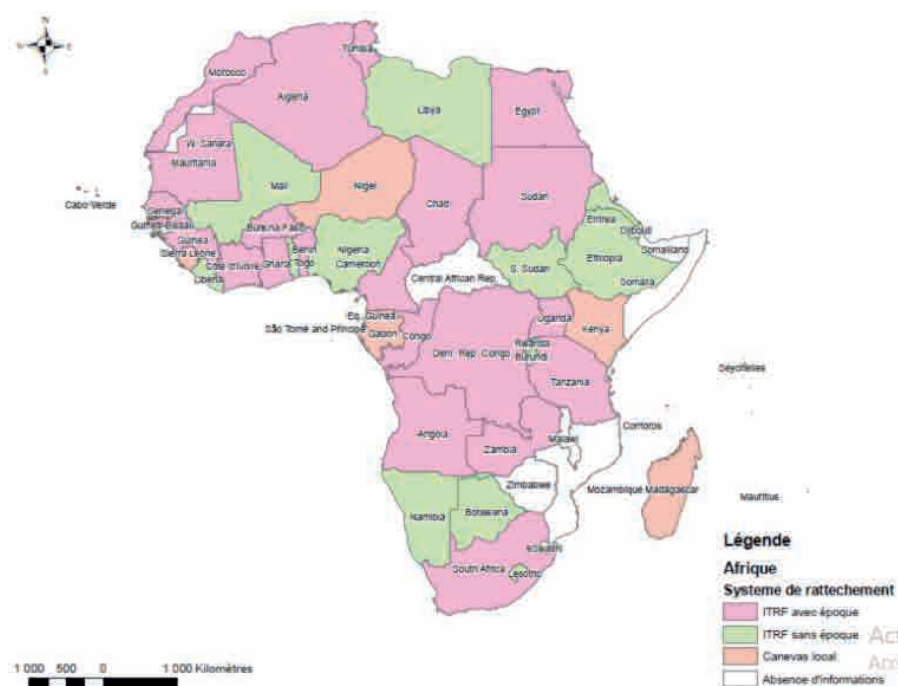 N
W E
S
Tunisia
Morocco
Algeria
Libya
Egypt
W. Sahara
Mauritania
Mali
Niger
Chad
Sudan
Cabo Verde
Senegal
Guinea-Bissau
Burkina Faso
Eritrea
Djibouti
Guinea
Sierra Leone
Côte d'Ivoire
Ghana
Benin
Togo
Nigeria
Cameroon
Somaliland
Ethiopia
S. Sudan
Liberia
Central African Rep.
Somalia
Eq. Guinea
São Tomé and Príncipe
Gabon
Congo
Uganda
Kenya
Dem. Rep. Congo
Rwanda
Burundi
Seychelles
Tanzania
Comoros
Angola
Malawi
Zambia
Mozambique Madagascar
Mauritius
Zimbabwe
Namibia
Botswana
eSwatini
South Africa
Lesotho
Légende
Afrique
Systeme de rattechement
ITRF avec époque
ITRF sans époque
Canevas local
Absence d'informations
Act
1 000 500 0 1 000 Kilomètres